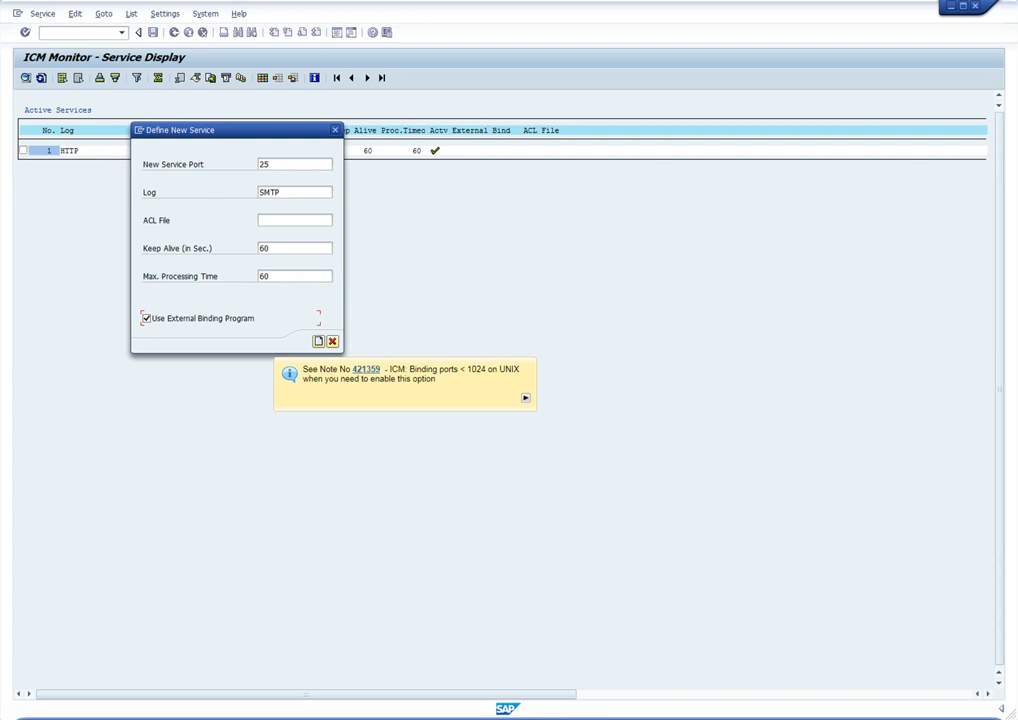 Service Edit Goto List Settings System Help
ICM Monitor - Service Display
Active Services
No. Log
p Alive Proc.Timeo Actv External Bind ACL File
1 HTTP
60 60
Define New Service
New Service Port 25
Log SMTP
ACL File
Keep Alive (in Sec.) 60
Max. Processing Time 60
Use External Binding Program
See Note No 421359 - ICM: Binding ports < 1024 on UNIX
when you need to enable this option
SAP